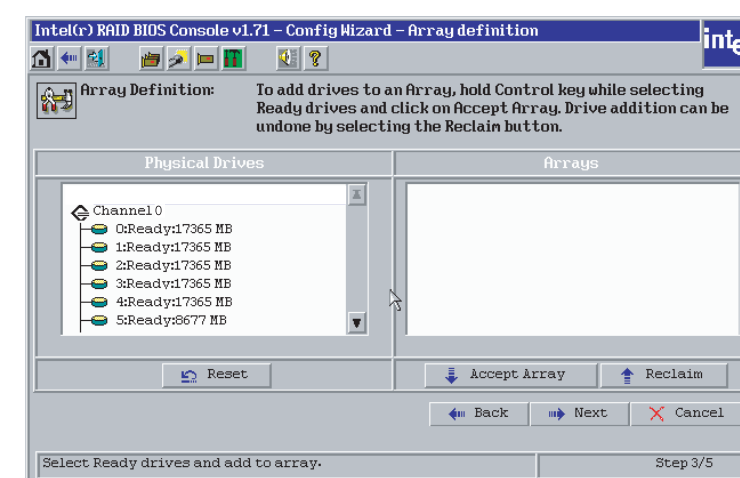 Intel(r) RAID BIOS Console v1.71 - Config Wizard - Array definition
Array Definition:
To add drives to an Array, hold Control key while selecting
Ready drives and click on Accept Array. Drive addition can be
undone by selecting the Reclaim button.
Physical Drives
Arrays
Channel 0
0:Ready:17365 MB
1:Ready:17365 MB
2:Ready:17365 MB
3:Ready:17365 MB
4:Ready:17365 MB
5:Ready:8677 MB
Reset
Accept Array
Reclaim
Back
Next
Cancel
Select Ready drives and add to array.
Step 3/5